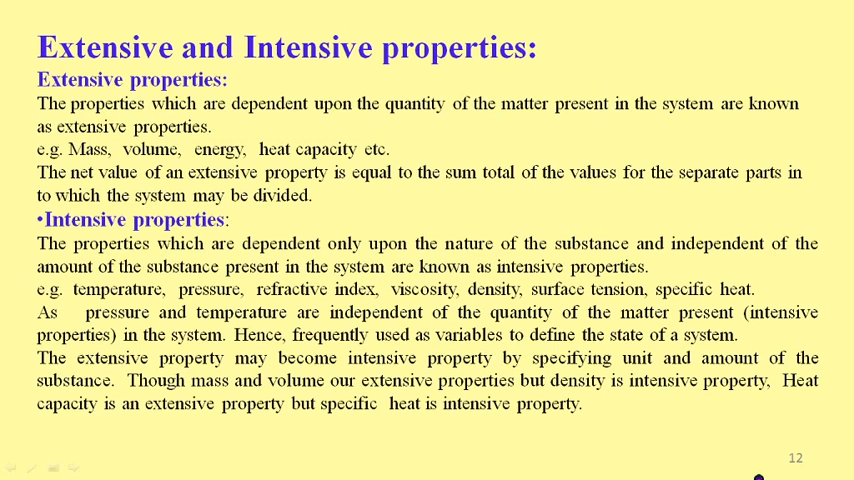 Extensive and Intensive properties:
Extensive properties:
The properties which are dependent upon the quantity of the matter present in the system are known
as extensive properties.
e.g. Mass, volume, energy, heat capacity etc.
The net value of an extensive property is equal to the sum total of the values for the separate parts in
to which the system may be divided.
•Intensive properties:
The properties which are dependent only upon the nature of the substance and independent of the
amount of the substance present in the system are known as intensive properties.
e.g. temperature, pressure, refractive index, viscosity, density, surface tension, specific heat.
As pressure and temperature are independent of the quantity of the matter present (intensive
properties) in the system. Hence, frequently used as variables to define the state of a system.
The extensive property may become intensive property by specifying unit and amount of the
substance. Though mass and volume our extensive properties but density is intensive property, Heat
capacity is an extensive property but specific heat is intensive property.
12